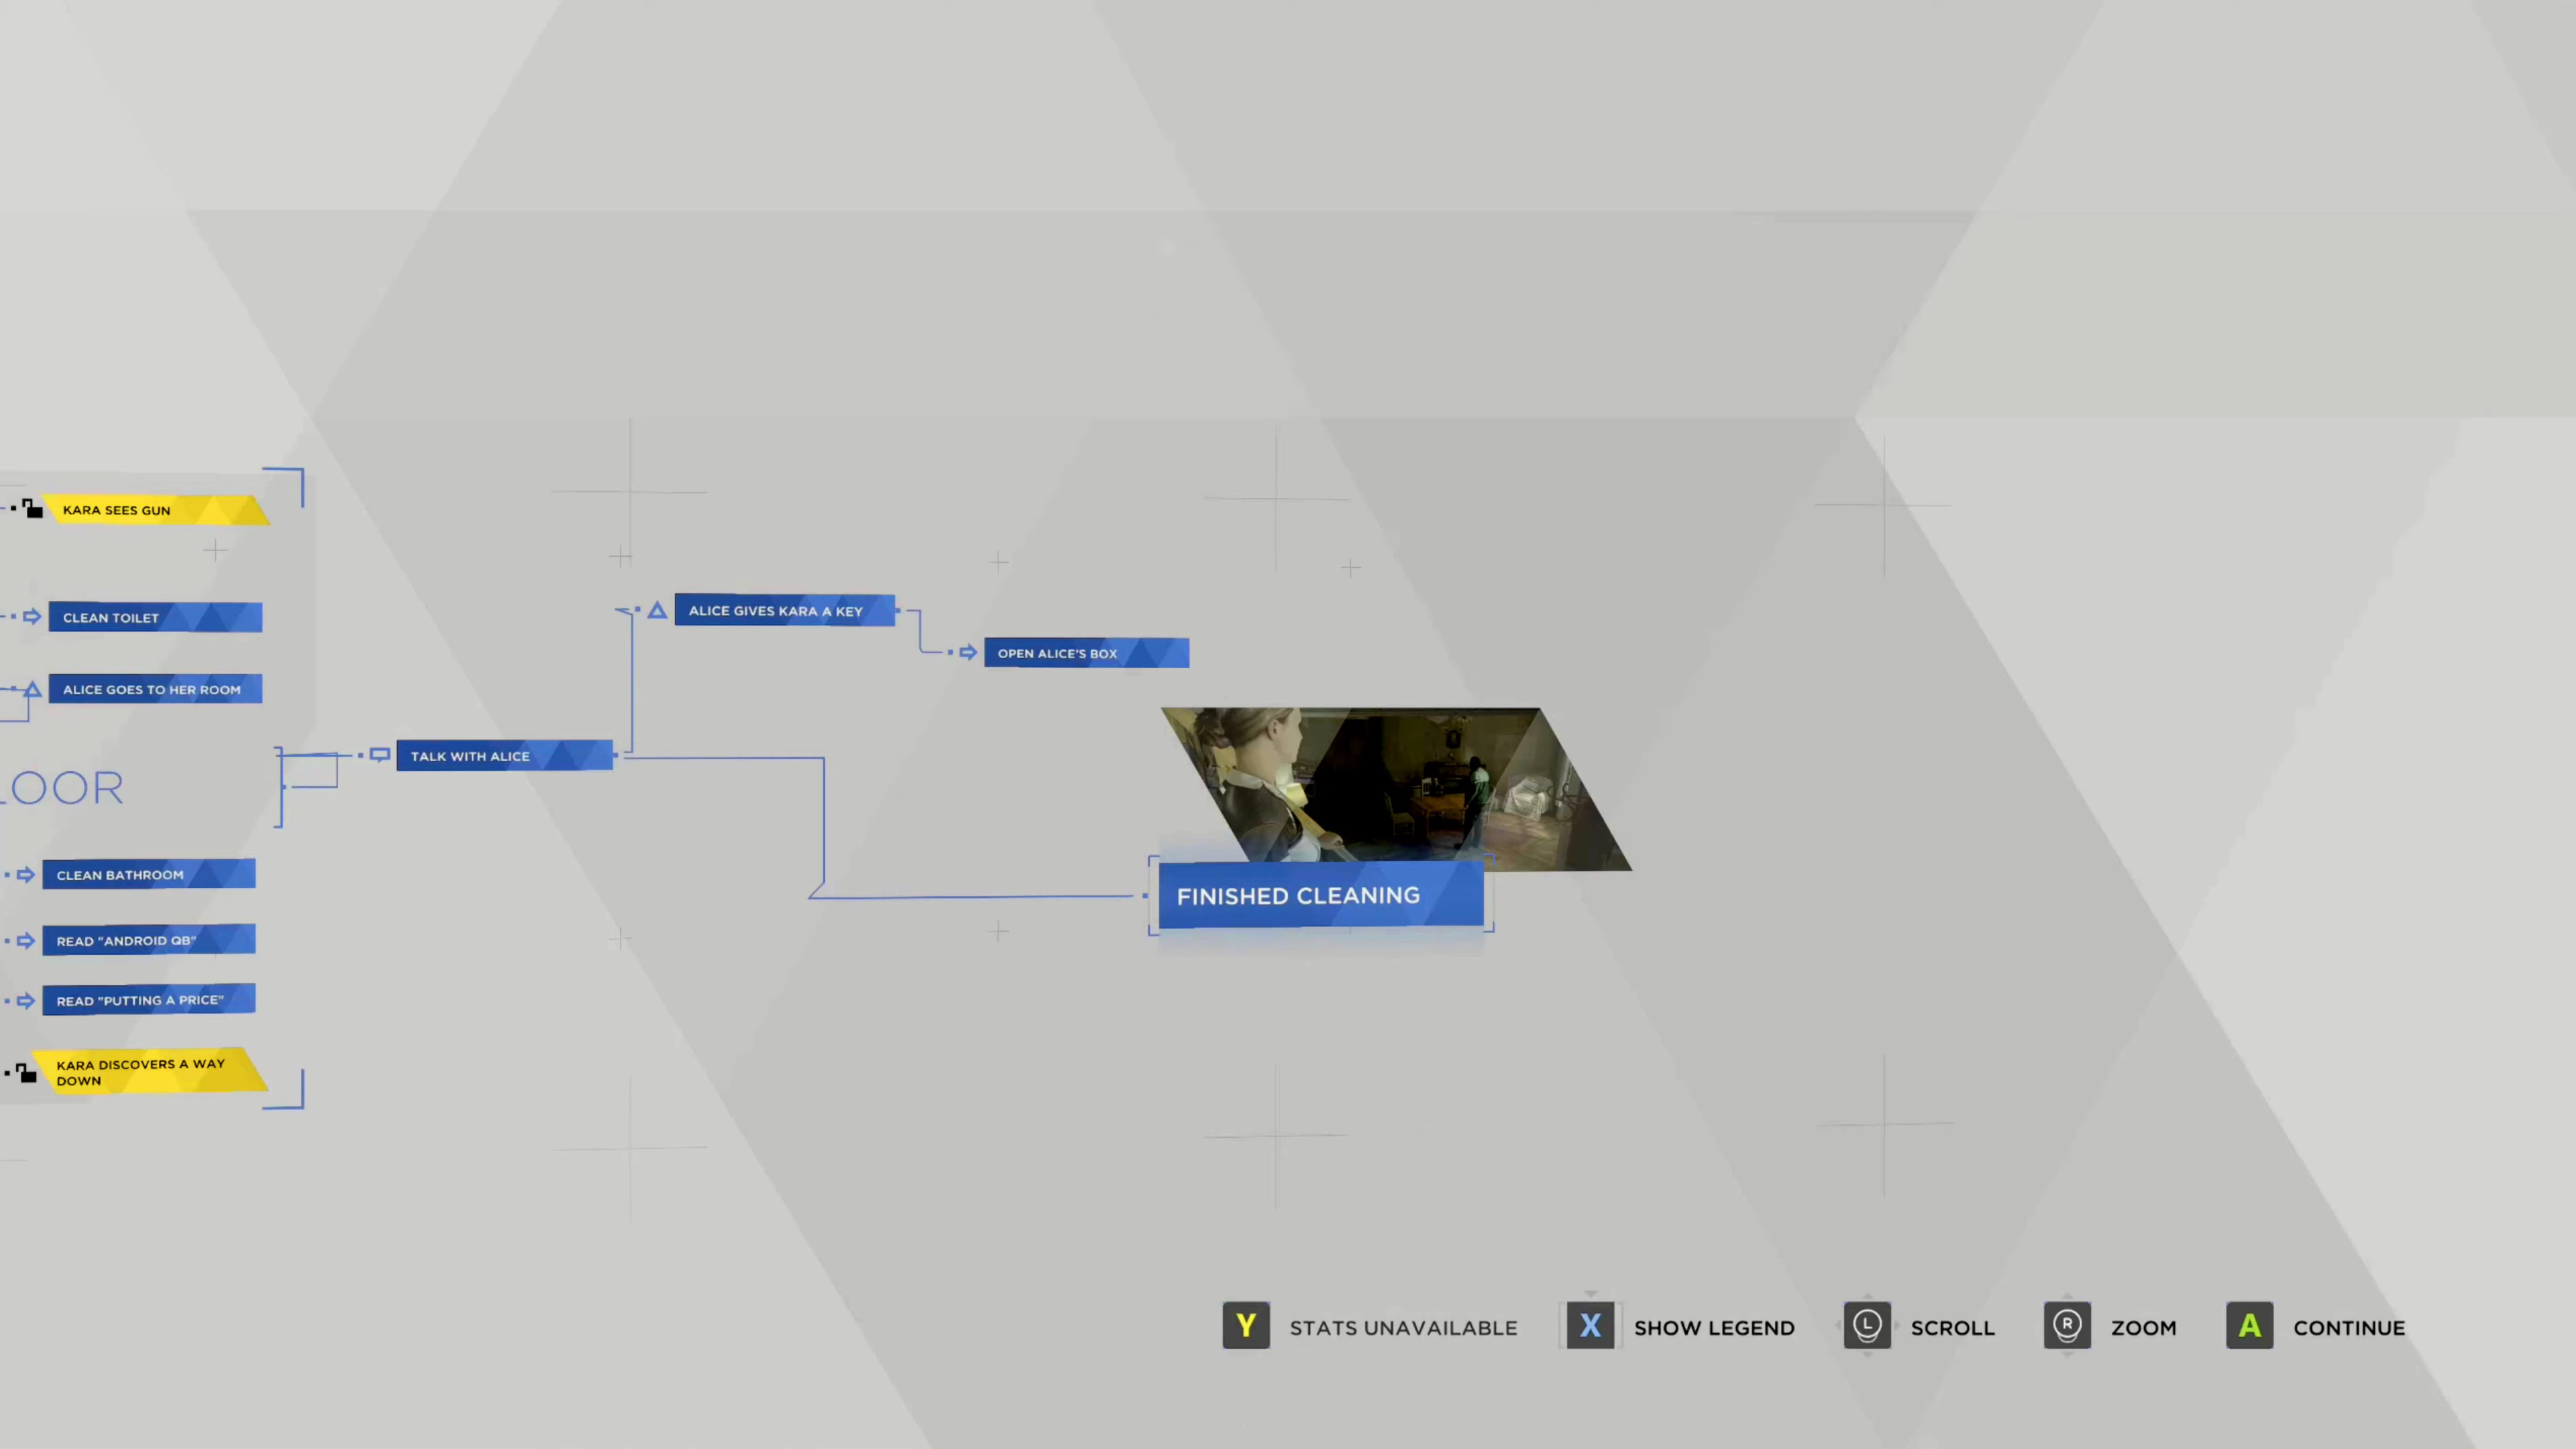 KARA SEES GUN
CLEAN TOILET
ALICE GOES TO HER ROOM
LOOR
CLEAN BATHROOM
READ "ANDROID QB"
READ "PUTTING A PRICE"
KARA DISCOVERS A WAY
DOWN
TALK WITH ALICE
ALICE GIVES KARA A KEY
OPEN ALICE'S BOX
FINISHED CLEANING
Y STATS UNAVAILABLE X SHOW LEGEND L SCROLL R ZOOM A CONTINUE